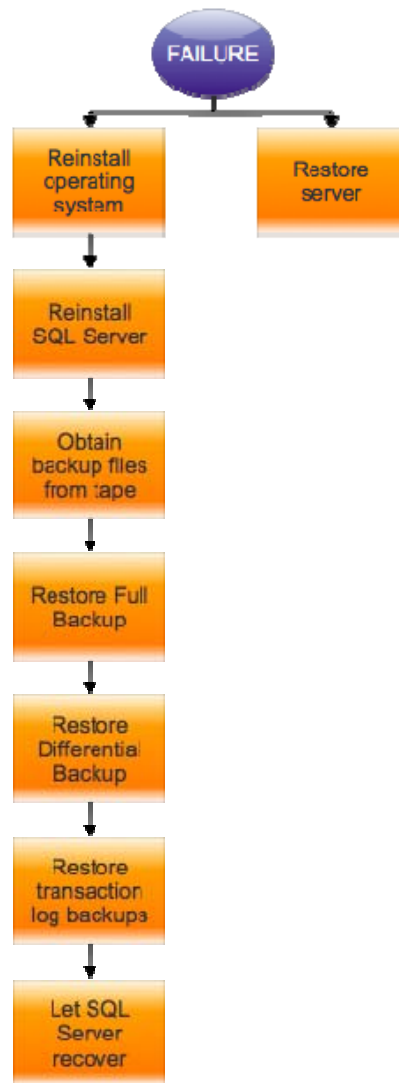 FAILURE
Reinstall
operating
system
Restore
server
Reinstall
SQL Server
Obtain
backup files
from tape
Restore Full
Backup
Restore
Differential
Backup
Restore
transaction
log backups
Let SQL
Server
recover